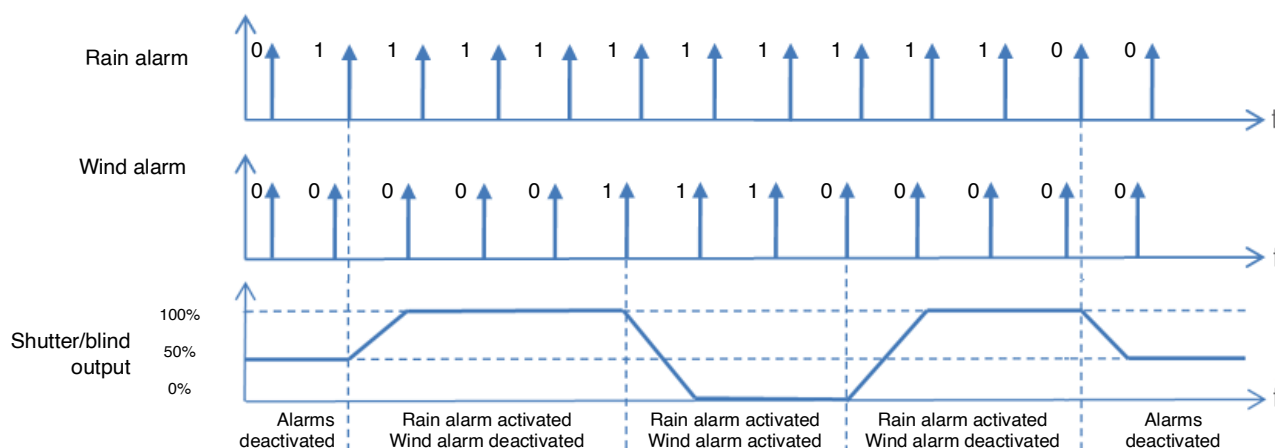 Rain alarm
0 1 1 1 1 1 1 1 1 1 1 0 0
t
Wind alarm
0 0 0 0 0 1 1 1 0 0 0 0 0
t
Shutter/blind
output
100%
50%
0%
t
Alarms
deactivated
Rain alarm activated
Wind alarm deactivated
Rain alarm activated
Wind alarm activated
Rain alarm activated
Wind alarm deactivated
Alarms
deactivated